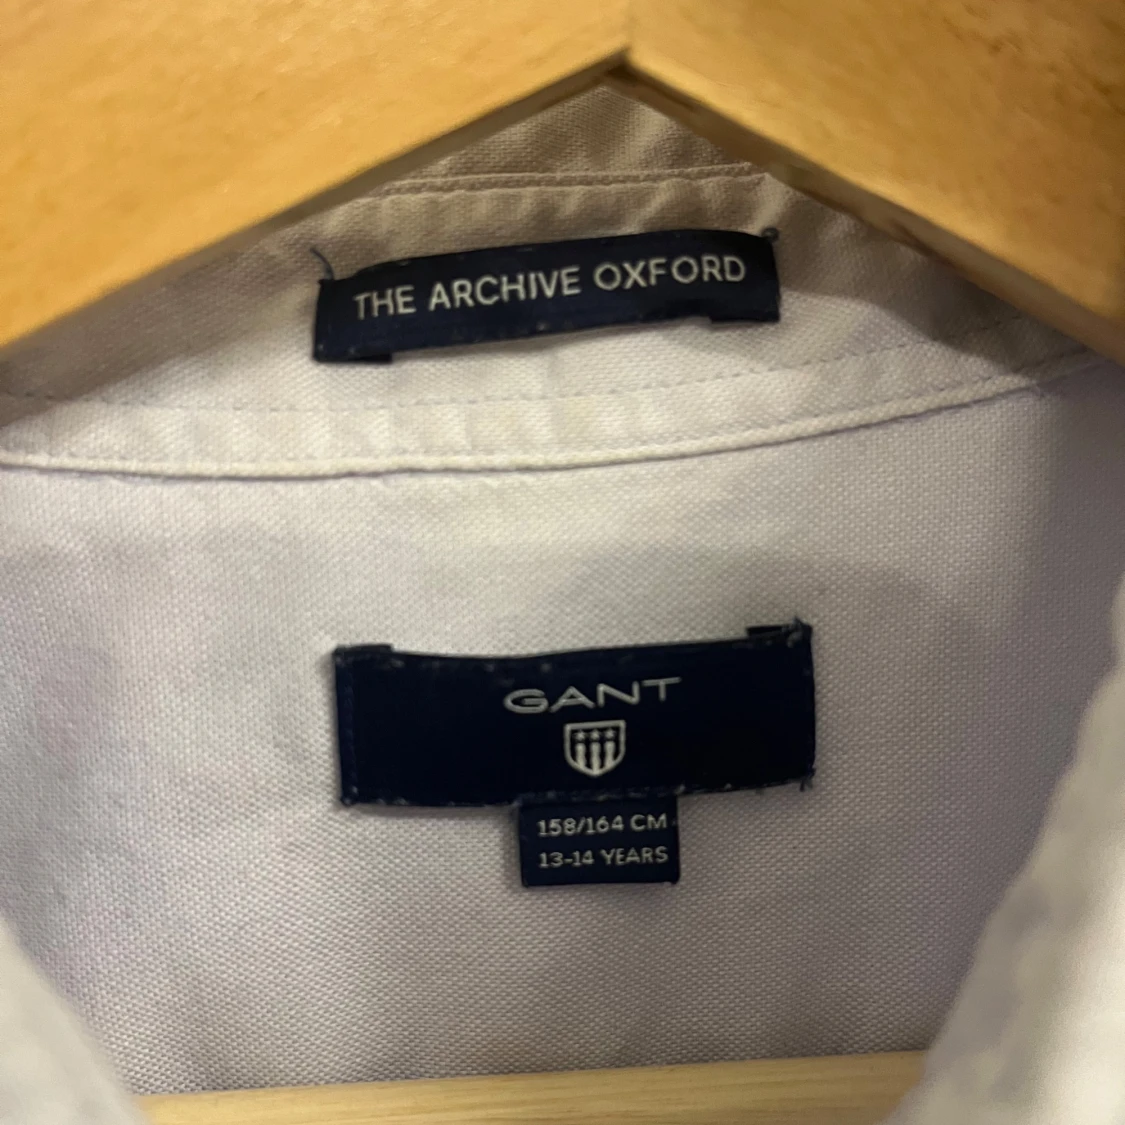 THE ARCHIVE OXFORD
GANT
158/164 CM
13-14 YEARS